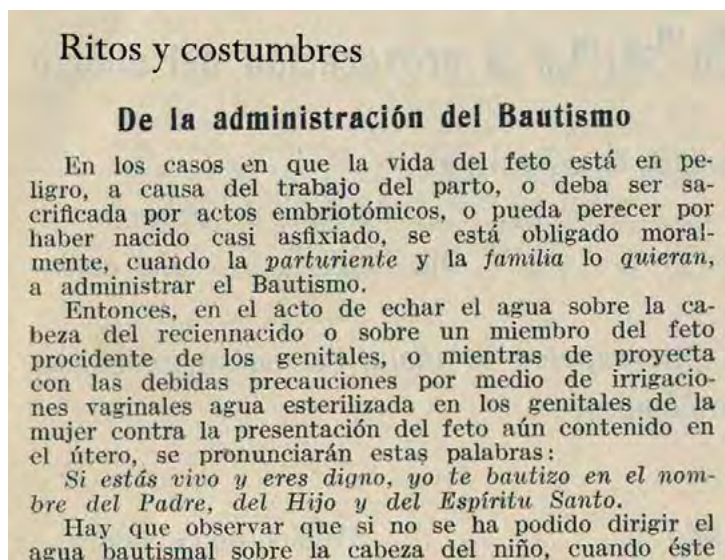 Ritos y costumbres
De la administración del Bautismo
En los casos en que la vida del feto está en pe-
ligro, a causa del trabajo del parto, o deba ser sa-
crificada por actos embriotómicos, o pueda perecer por
haber nacido casi asfixiado, se está obligado moral-
mente, cuando la parturiente y la familia lo quieran,
a administrar el Bautismo.
Entonces, en el acto de echar el agua sobre la ca-
beza del reciennacido o sobre un miembro del feto
procidente de los genitales, o mientras de proyecta
con las debidas precauciones por medio de irrigacio-
nes vaginales agua esterilizada en los genitales de la
mujer contra la presentación del feto aún contenido en
el útero, se pronunciarán estas palabras:
Si estás vivo y eres digno, yo te bautizo en el nom-
bre del Padre, del Hijo y del Espíritu Santo.
Hay que observar que si no se ha podido dirigir el
agua bautismal sobre la cabeza del niño, cuando éste